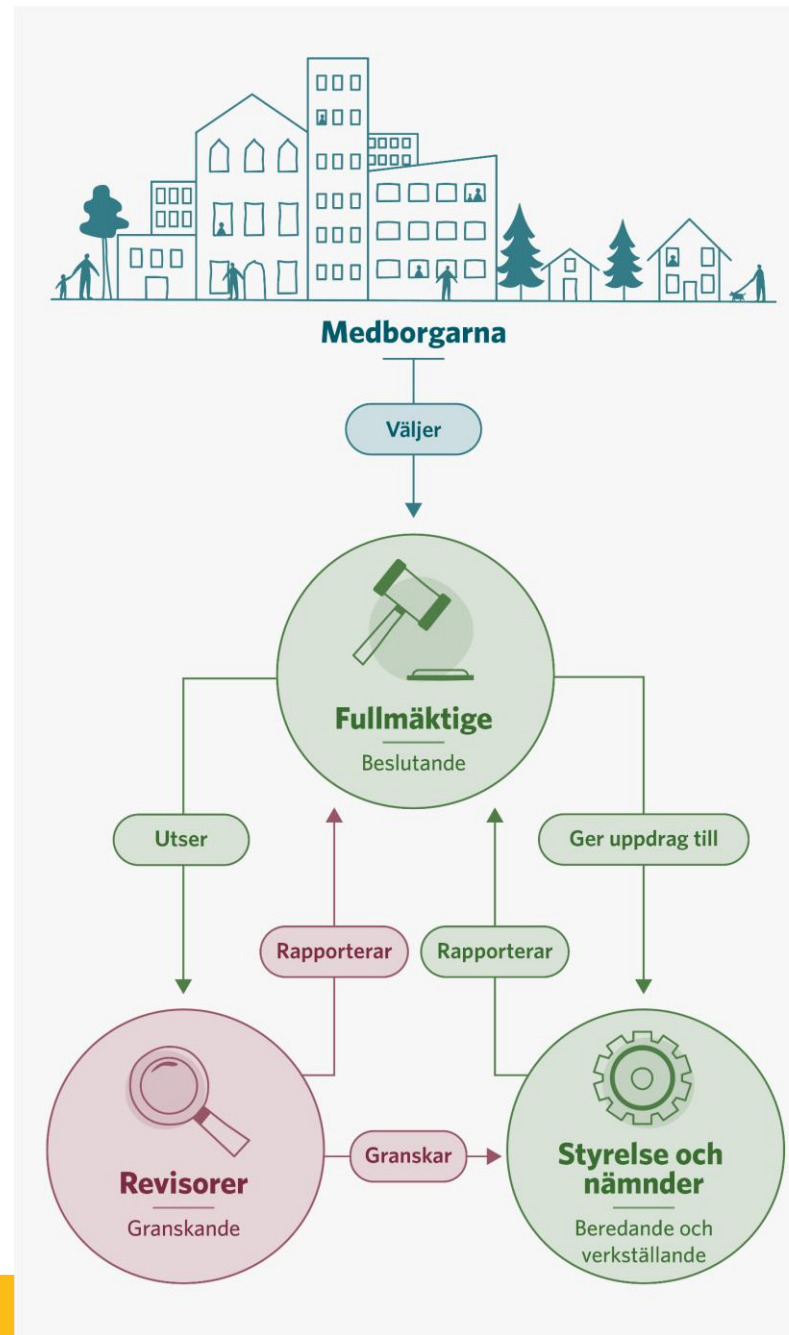 Medborgarna
Väljer
Fullmäktige
Beslutande
Utser
Ger uppdrag till
Rapporterar
Rapporterar
Revisorer
Granskande
Granskar
Styrelse och
nämnder
Beredande och
verkställande